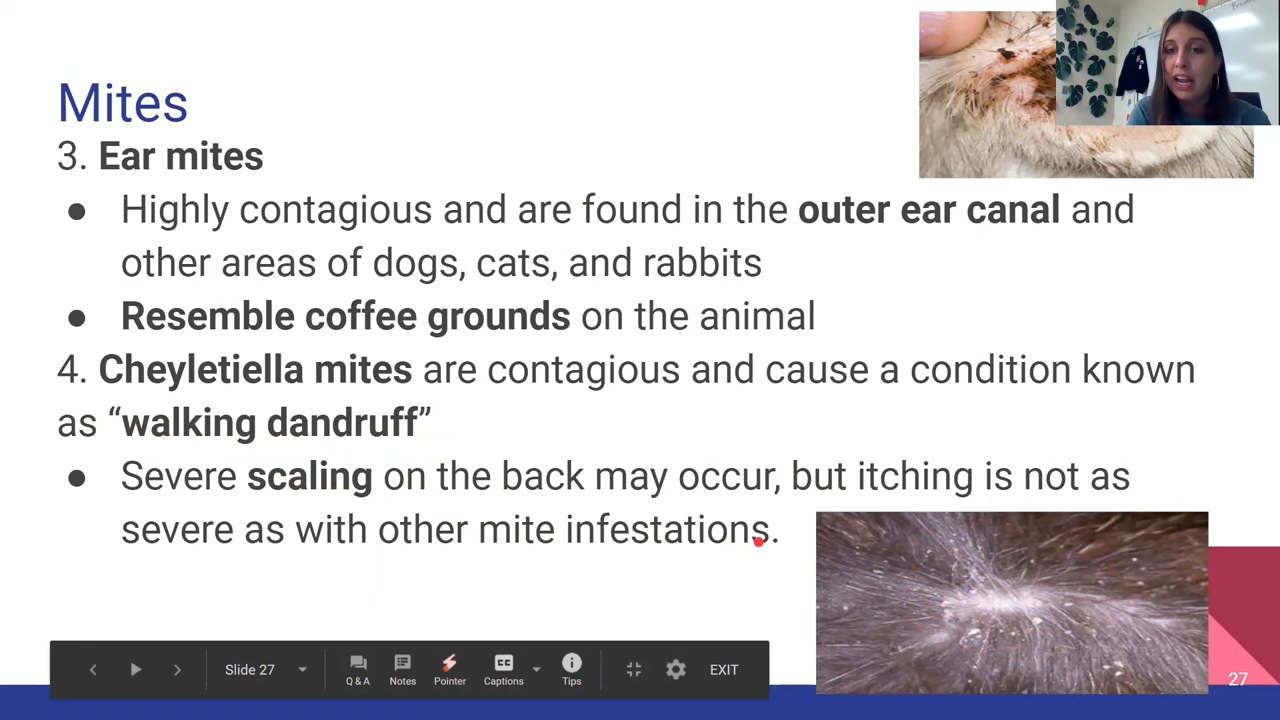 Mites
3. Ear mites
● Highly contagious and are found in the outer ear canal and
other areas of dogs, cats, and rabbits
● Resemble coffee grounds on the animal
4. Cheyletiella mites are contagious and cause a condition known
as “walking dandruff”
● Severe scaling on the back may occur, but itching is not as
severe as with other mite infestations.
Slide 27
Q & A
Notes
Pointer
CC
Captions
Tips
EXIT
27